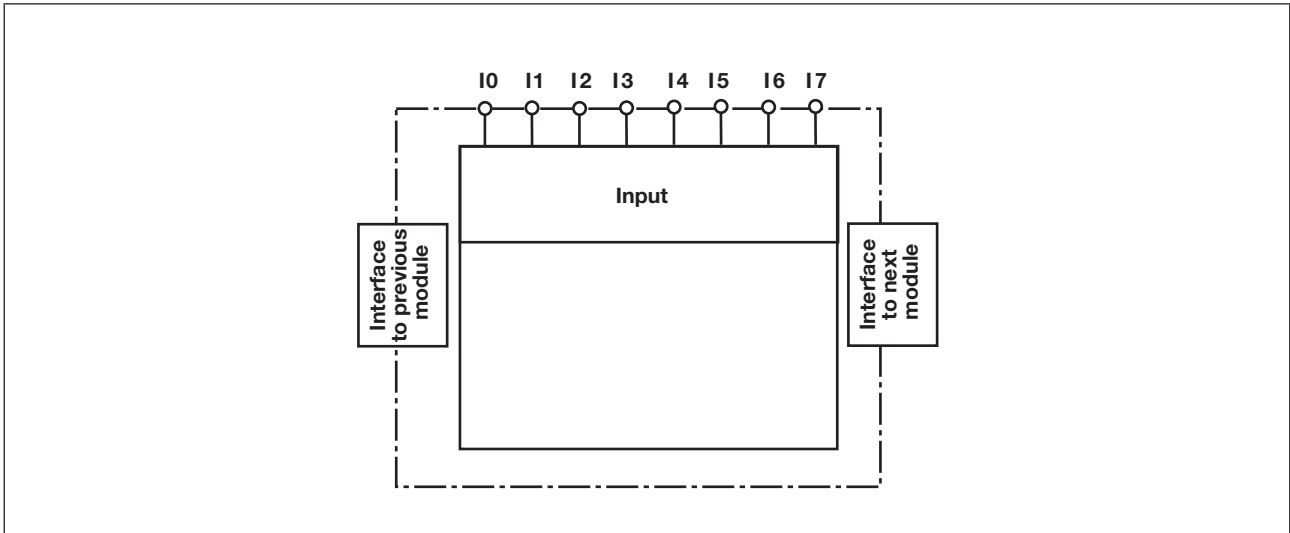 I0 I1 I2 I3 I4 I5 I6 I7
Input
Interface
to previous
module
Interface
to next
module